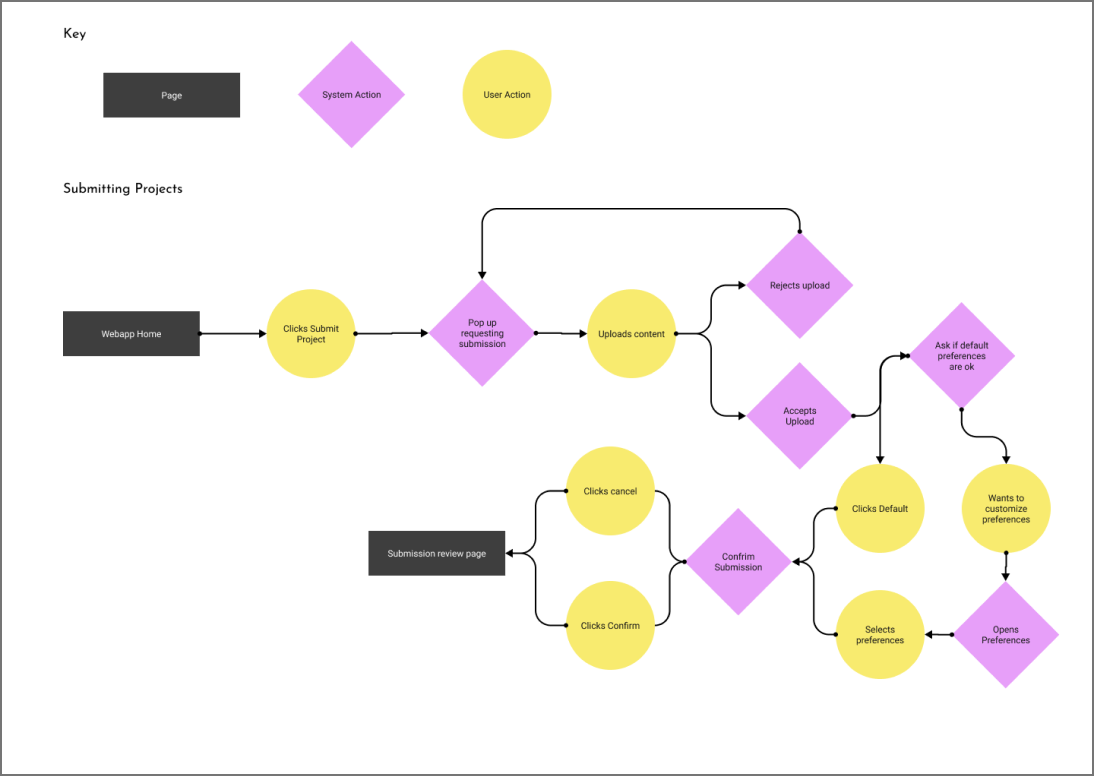 Key
Page
System Action
User Action
Submitting Projects
Webapp Home
Clicks Submit
Project
Pop up
requesting
submission
Uploads content
Rejects upload
Accepts
Upload
Ask if default
preferences
are ok
Clicks Default
Wants to
customize
preferences
Opens
Preferences
Selects
preferences
Confrim
Submission
Clicks cancel
Clicks Confirm
Submission review page